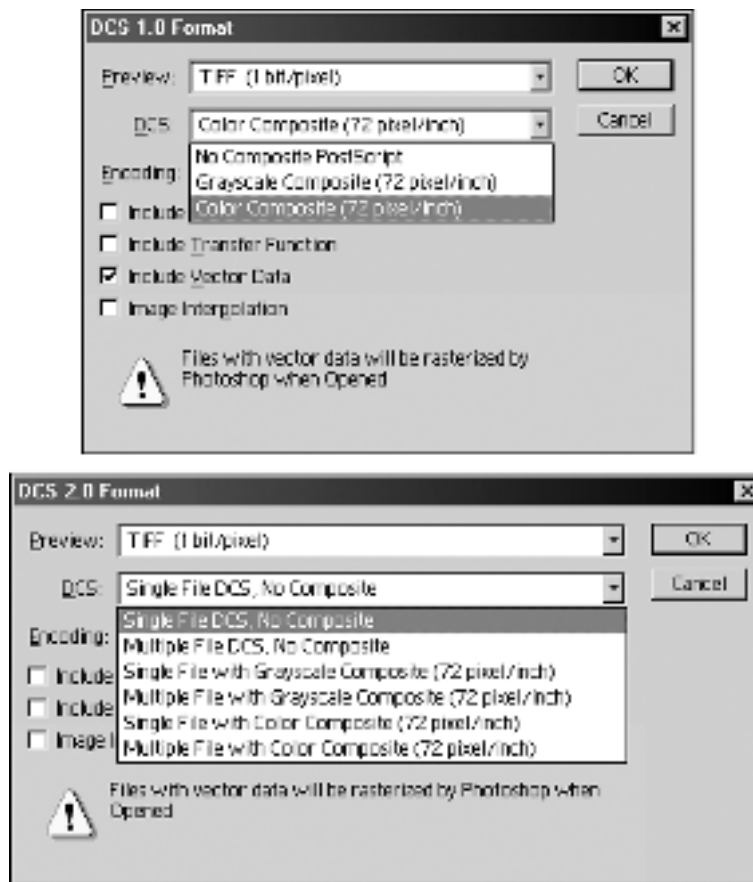 DCS 1.0 Format
Preview: TIFF (1 bit/pixel) OK
DCS: Color Composite (72 pixel/inch) Cancel
No Composite PostScript
Encoding: Grayscale Composite (72 pixel/inch)
Include Color Composite (72 pixel/inch)
Include Transfer Function
Include Vector Data
Image Interpolation
Files with vector data will be rasterized by
Photoshop when Opened
DCS 2.0 Format
Preview: TIFF (1 bit/pixel) OK
DCS: Single File DCS, No Composite Cancel
Single File DCS, No Composite
Encoding: Multiple File DCS, No Composite
Include Single File with Grayscale Composite (72 pixel/inch)
Include Multiple File with Grayscale Composite (72 pixel/inch)
Single File with Color Composite (72 pixel/inch)
Image I Multiple File with Color Composite (72 pixel/inch)
Files with vector data will be rasterized by Photoshop when
Opened